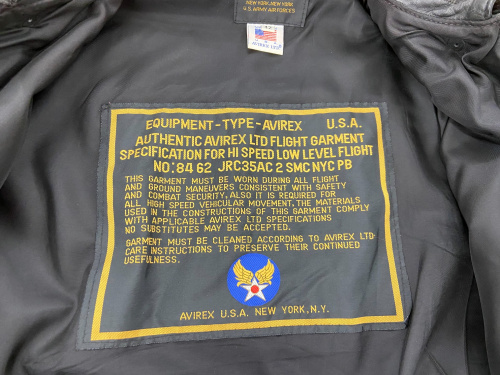 NEW YORK, NEW YORK
U.S. ARMY AIR FORCES
42
AVIREX LTD
EQUIPMENT-TYPE-AVIREX U.S.A.
AUTHENTIC AVIREX LTD FLIGHT GARMENT
SPECIFICATION FOR HI SPEED LOW LEVEL FLIGHT
NO: 84 62 JRC35AC 2 SMC NYC PB
THIS GARMENT MUST BE WORN DURING ALL FLIGHT
AND GROUND MANEUVERS CONSISTENT WITH SAFETY
AND COMBAT SECURITY. ALSO IT IS REQUIRED FOR
ALL HIGH SPEED VEHICULAR MOVEMENT. THE MATERIALS
USED IN THE CONSTRUCTIONS OF THIS GARMENT COMPLY
WITH APPLICABLE AVIREX LTD SPECIFICATIONS
NO SUBSTITUTES MAY BE ACCEPTED.
GARMENT MUST BE CLEANED ACCORDING TO AVIREX LTD.
CARE INSTRUCTIONS TO PRESERVE THEIR CONTINUED
USEFULNESS.
AVIREX U.S.A. NEW YORK, N.Y.